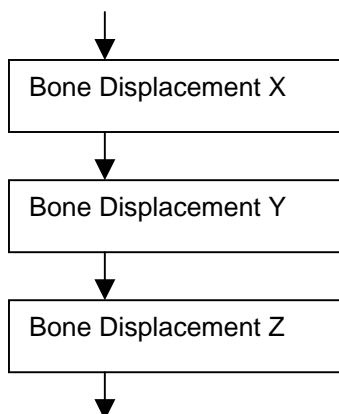 Bone Displacement X
Bone Displacement Y
Bone Displacement Z